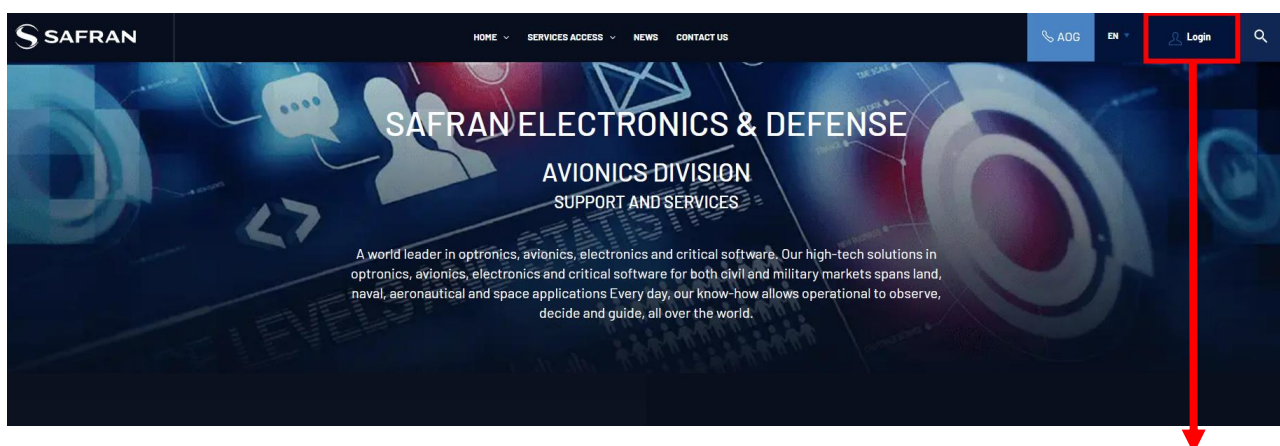 SAFRAN
HOME
SERVICES ACCESS
NEWS
CONTACT US
AOG
EN
Login
SAFRAN ELECTRONICS & DEFENSE
AVIONICS DIVISION
SUPPORT AND SERVICES
A world leader in optronics, avionics, electronics and critical software. Our high-tech solutions in
optronics, avionics, electronics and critical software for both civil and military markets spans land,
naval, aeronautical and space applications Every day, our know-how allows operational to observe,
decide and guide, all over the world.
LEVELS AND STATISTICS.